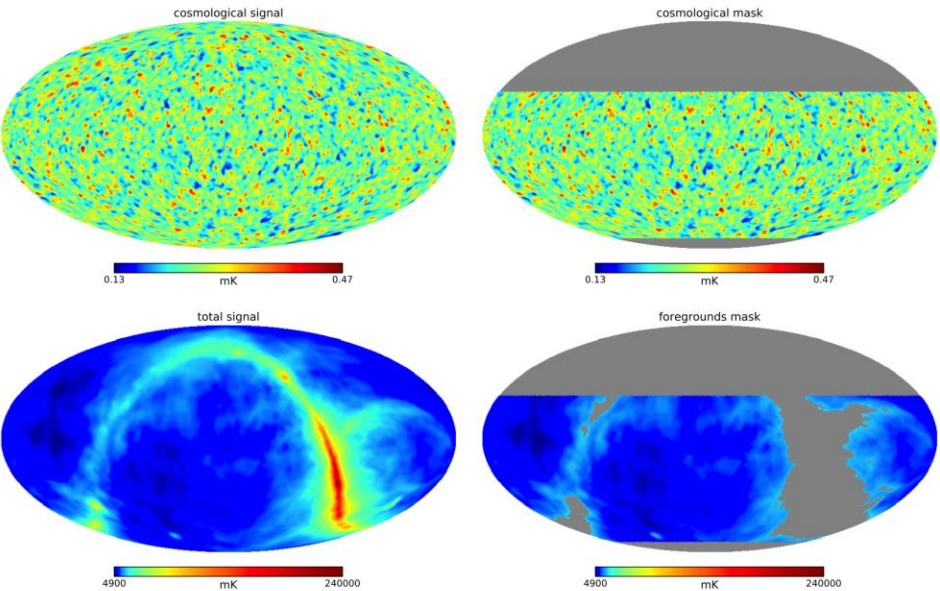 cosmological signal
cosmological mask
0.13 mK 0.47
0.13 mK 0.47
total signal
foregrounds mask
4900 mK 240000
4900 mK 240000